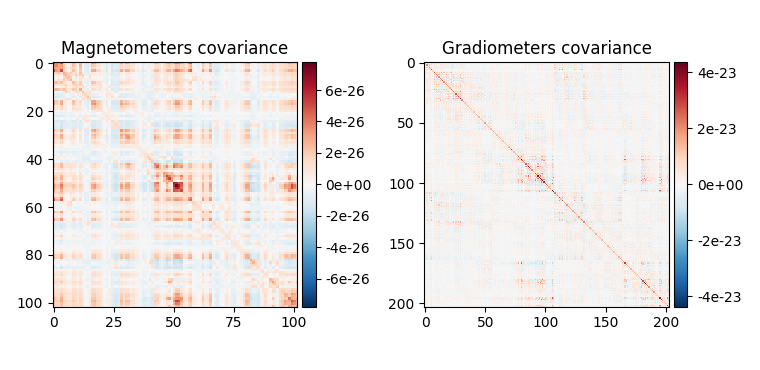 Magnetometers covariance
0
20
40
60
80
100
0
25
50
75
100
6e-26
4e-26
2e-26
0e+00
-2e-26
-4e-26
-6e-26
Gradiometers covariance
0
50
100
150
200
0
50
100
150
200
4e-23
2e-23
0e+00
-2e-23
-4e-23